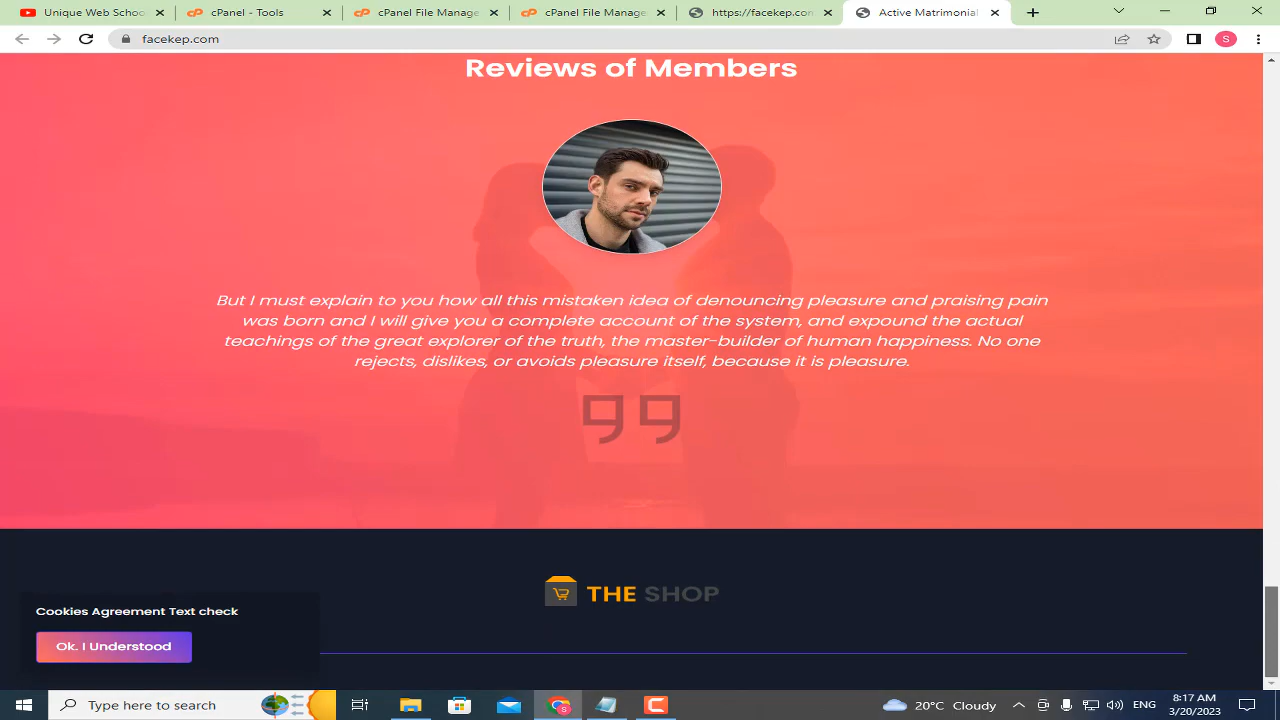 Unique Web Schoo
cPanel - Tools
cPanel File Manage
cPanel File Manage
https://facekep.com
Active Matrimonial
facekep.com
S
Reviews of Members
But I must explain to you how all this mistaken idea of denouncing pleasure and praising pain
was born and I will give you a complete account of the system, and expound the actual
teachings of the great explorer of the truth, the master-builder of human happiness. No one
rejects, dislikes, or avoids pleasure itself, because it is pleasure.
THE SHOP
Cookies Agreement Text check
Ok. I Understood
Type here to search
20°C Cloudy
ENG
8:17 AM
3/20/2023